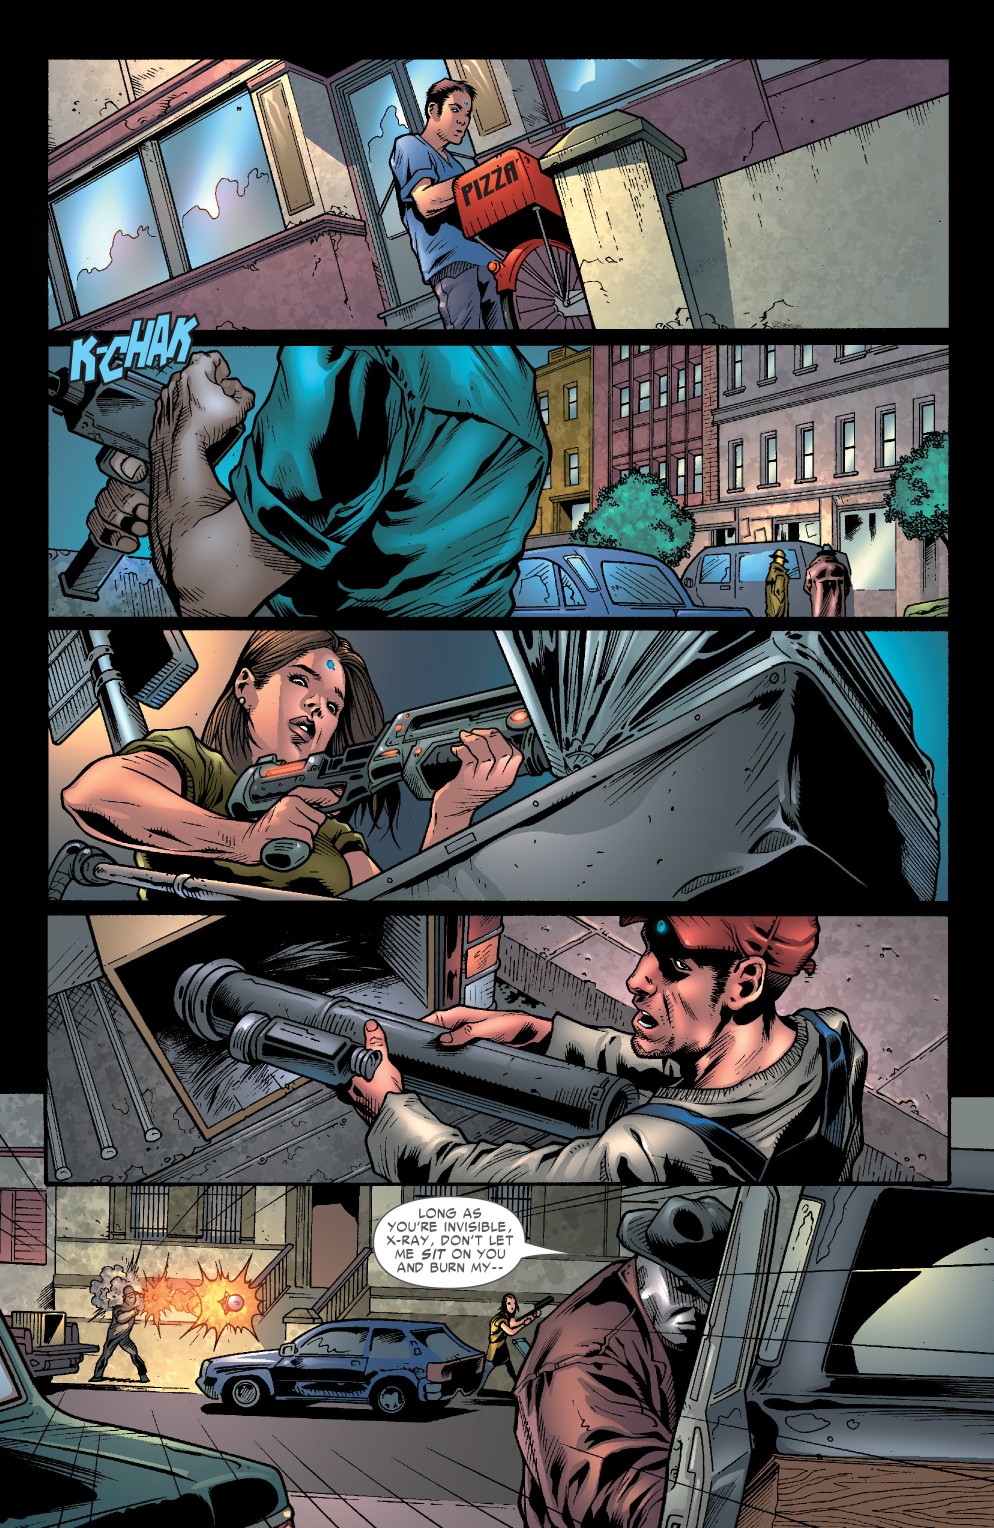 PIZZA
K-CHAK
LONG AS
YOU'RE INVISIBLE,
X-RAY, DON'T LET
ME SIT ON YOU
AND BURN MY--